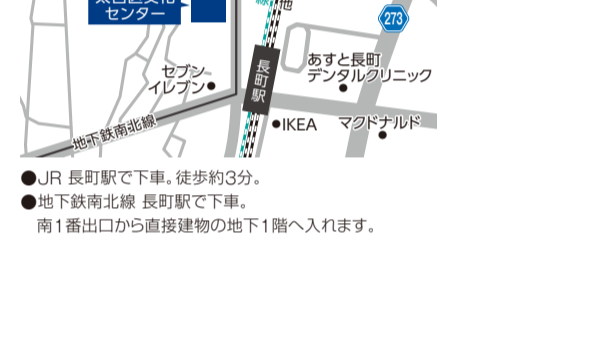 センター
273
あすと長町
デンタルクリニック
セブン
イレブン
長町駅
地下鉄南北線
IKEA
マクドナルド
●JR 長町駅で下車。徒歩約3分。
●地下鉄南北線 長町駅で下車。
南1番出口から直接建物の地下1階へ入れます。